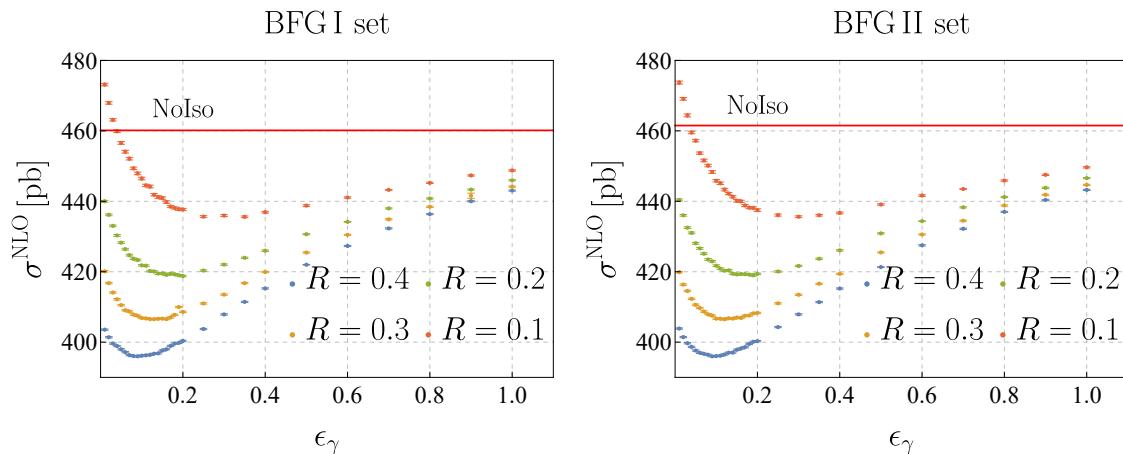 BFG I set
480
460
440
420
400
σ^NLO [pb]
NoIso
R = 0.4 R = 0.2
R = 0.3 R = 0.1
0.2 0.4 0.6 0.8 1.0
ϵ_γ
BFG II set
480
460
440
420
400
σ^NLO [pb]
NoIso
R = 0.4 R = 0.2
R = 0.3 R = 0.1
0.2 0.4 0.6 0.8 1.0
ϵ_γ